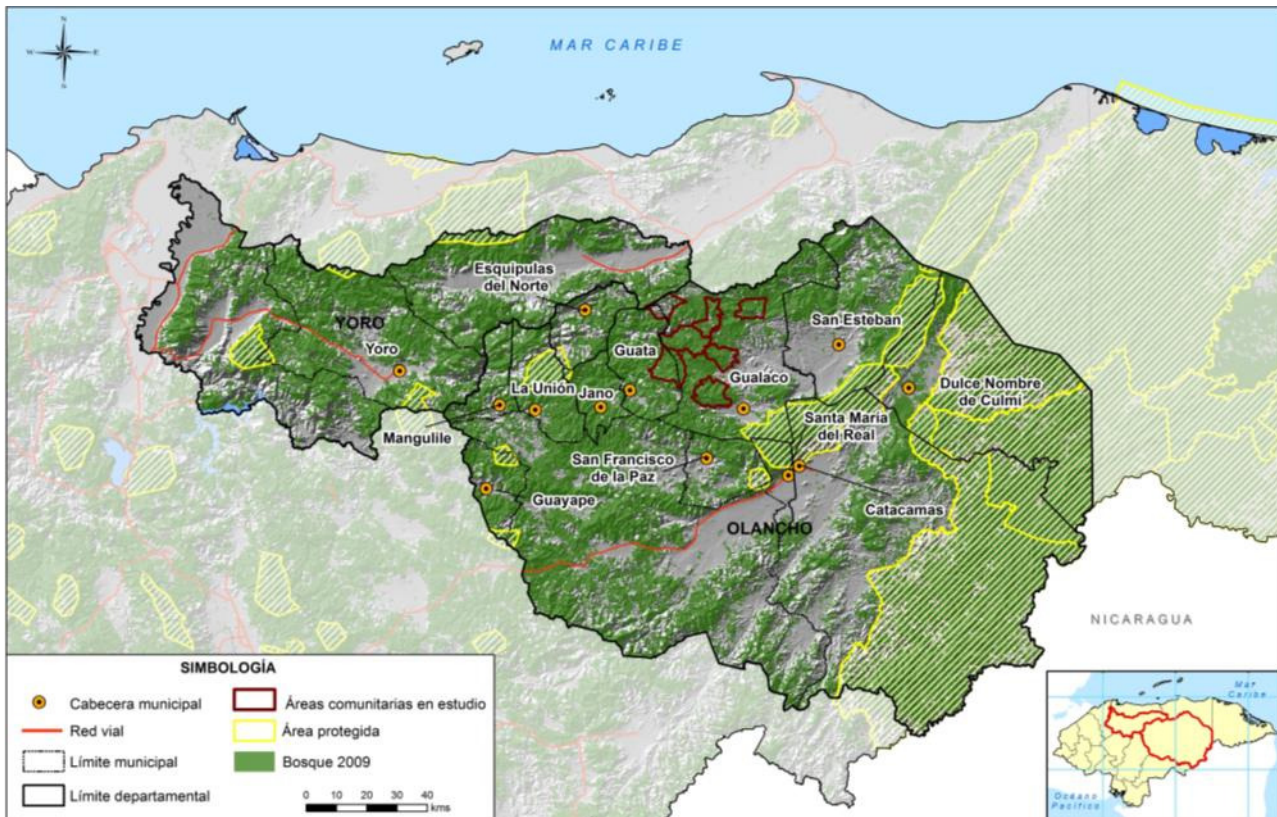 MAR CARIBE
N
W
E
S
Esquipulas
del Norte
San Esteban
YORO
Yoro
Guata
Gualaco
La Unión
Jano
Dulce Nombre
de Culmi
Mangulile
Santa María
del Real
San Francisco
de la Paz
Guayape
Catacamas
OLANCHO
NICARAGUA
SIMBOLOGÍA
Cabecera municipal
Red vial
Límite municipal
Límite departamental
Áreas comunitarias en estudio
Área protegida
Bosque 2009
0 10 20 30 40
kms
Mar
Caribe
Océano
Pacífico